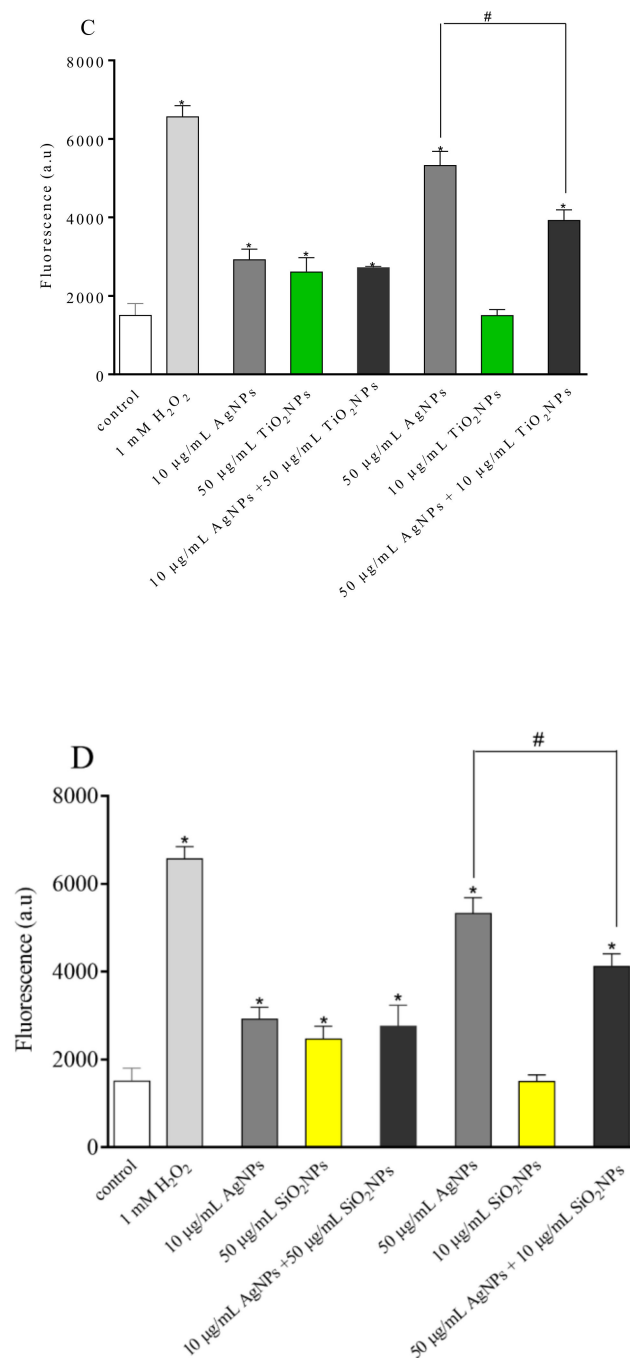 C
#
8000
6000
4000
2000
0
Fluorescence (a.u)
*
*
*
*
*
*
control
1 mM H₂O₂
10 µg/mL AgNPs
50 µg/mL TiO₂NPs
10 µg/mL AgNPs +50 µg/mL TiO₂NPs
50 µg/mL AgNPs
10 µg/mL TiO₂NPs
50 µg/mL AgNPs + 10 µg/mL TiO₂NPs
D
#
8000
6000
4000
2000
0
Fluorescence (a.u)
*
*
*
*
*
*
control
1 mM H₂O₂
10 µg/mL AgNPs
50 µg/mL SiO₂NPs
10 µg/mL AgNPs +50 µg/mL SiO₂NPs
50 µg/mL AgNPs
10 µg/mL SiO₂NPs
50 µg/mL AgNPs + 10 µg/mL SiO₂NPs